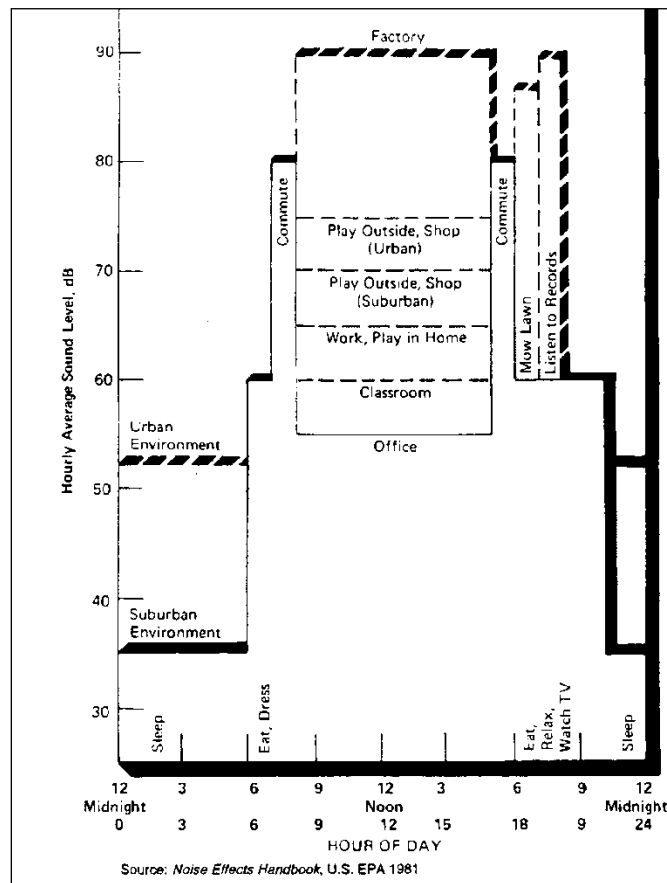 90
80
70
60
50
40
30
Hourly Average Sound Level, dB
Factory
Commute
Play Outside, Shop
(Urban)
Play Outside, Shop
(Suburban)
Work, Play in Home
Classroom
Office
Commute
Mow Lawn
Listen to Records
Urban
Environment
Suburban
Environment
Sleep
Eat, Dress
Eat,
Relax,
Watch TV
Sleep
12 3 6 9 12 3 6 9 12
Midnight Noon Midnight
0 3 6 9 12 15 18 9 24
HOUR OF DAY
Source: Noise Effects Handbook, U.S. EPA 1981